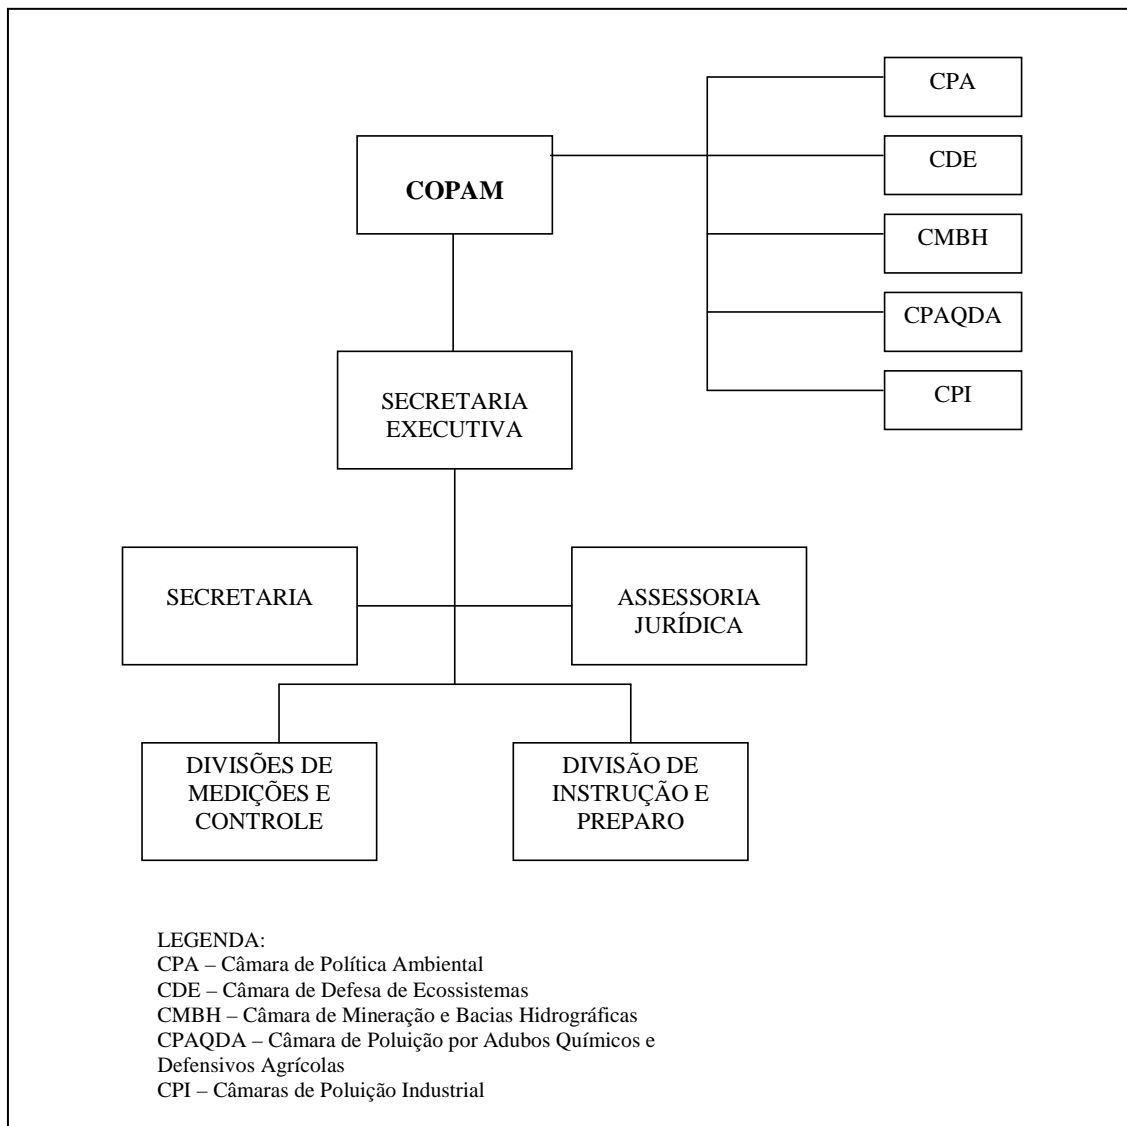 CPA
COPAM
CDE
CMBH
CPAQDA
CPI
SECRETARIA
EXECUTIVA
SECRETARIA
ASSESSORIA
JURÍDICA
DIVISÕES DE
MEDIÇÕES E
CONTROLE
DIVISÃO DE
INSTRUÇÃO E
PREPARO
LEGENDA:
CPA – Câmara de Política Ambiental
CDE – Câmara de Defesa de Ecossistemas
CMBH – Câmara de Mineração e Bacias Hidrográficas
CPAQDA – Câmara de Poluição por Adubos Químicos e
Defensivos Agrícolas
CPI – Câmaras de Poluição Industrial